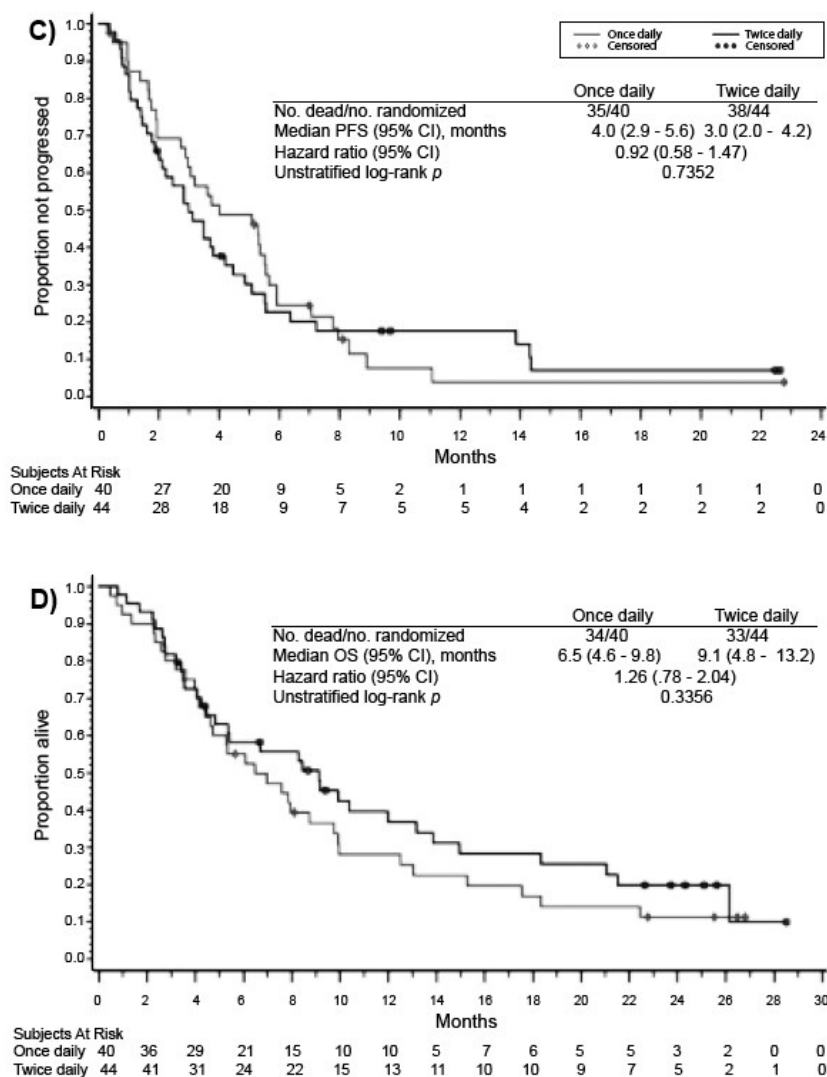 C)
Once daily Twice daily
Censored Censored
Once daily Twice daily
No. dead/no. randomized 35/40 38/44
Median PFS (95% CI), months 4.0 (2.9 - 5.6) 3.0 (2.0 - 4.2)
Hazard ratio (95% CI) 0.92 (0.58 - 1.47)
Unstratified log-rank p 0.7352
Proportion not progressed
1.0
0.9
0.8
0.7
0.6
0.5
0.4
0.3
0.2
0.1
0.0
0 2 4 6 8 10 12 14 16 18 20 22 24
Months
Subjects At Risk
Once daily 40 27 20 9 5 2 1 1 1 1 1 1 0
Twice daily 44 28 18 9 7 5 5 4 2 2 2 2 0
D)
Once daily Twice daily
No. dead/no. randomized 34/40 33/44
Median OS (95% CI), months 6.5 (4.6 - 9.8) 9.1 (4.8 - 13.2)
Hazard ratio (95% CI) 1.26 (.78 - 2.04)
Unstratified log-rank p 0.3356
Proportion alive
1.0
0.9
0.8
0.7
0.6
0.5
0.4
0.3
0.2
0.1
0.0
0 2 4 6 8 10 12 14 16 18 20 22 24 26 28 30
Months
Subjects At Risk
Once daily 40 36 29 21 15 10 10 5 7 6 5 5 3 2 0 0
Twice daily 44 41 31 24 22 15 13 11 10 10 9 7 5 2 1 0